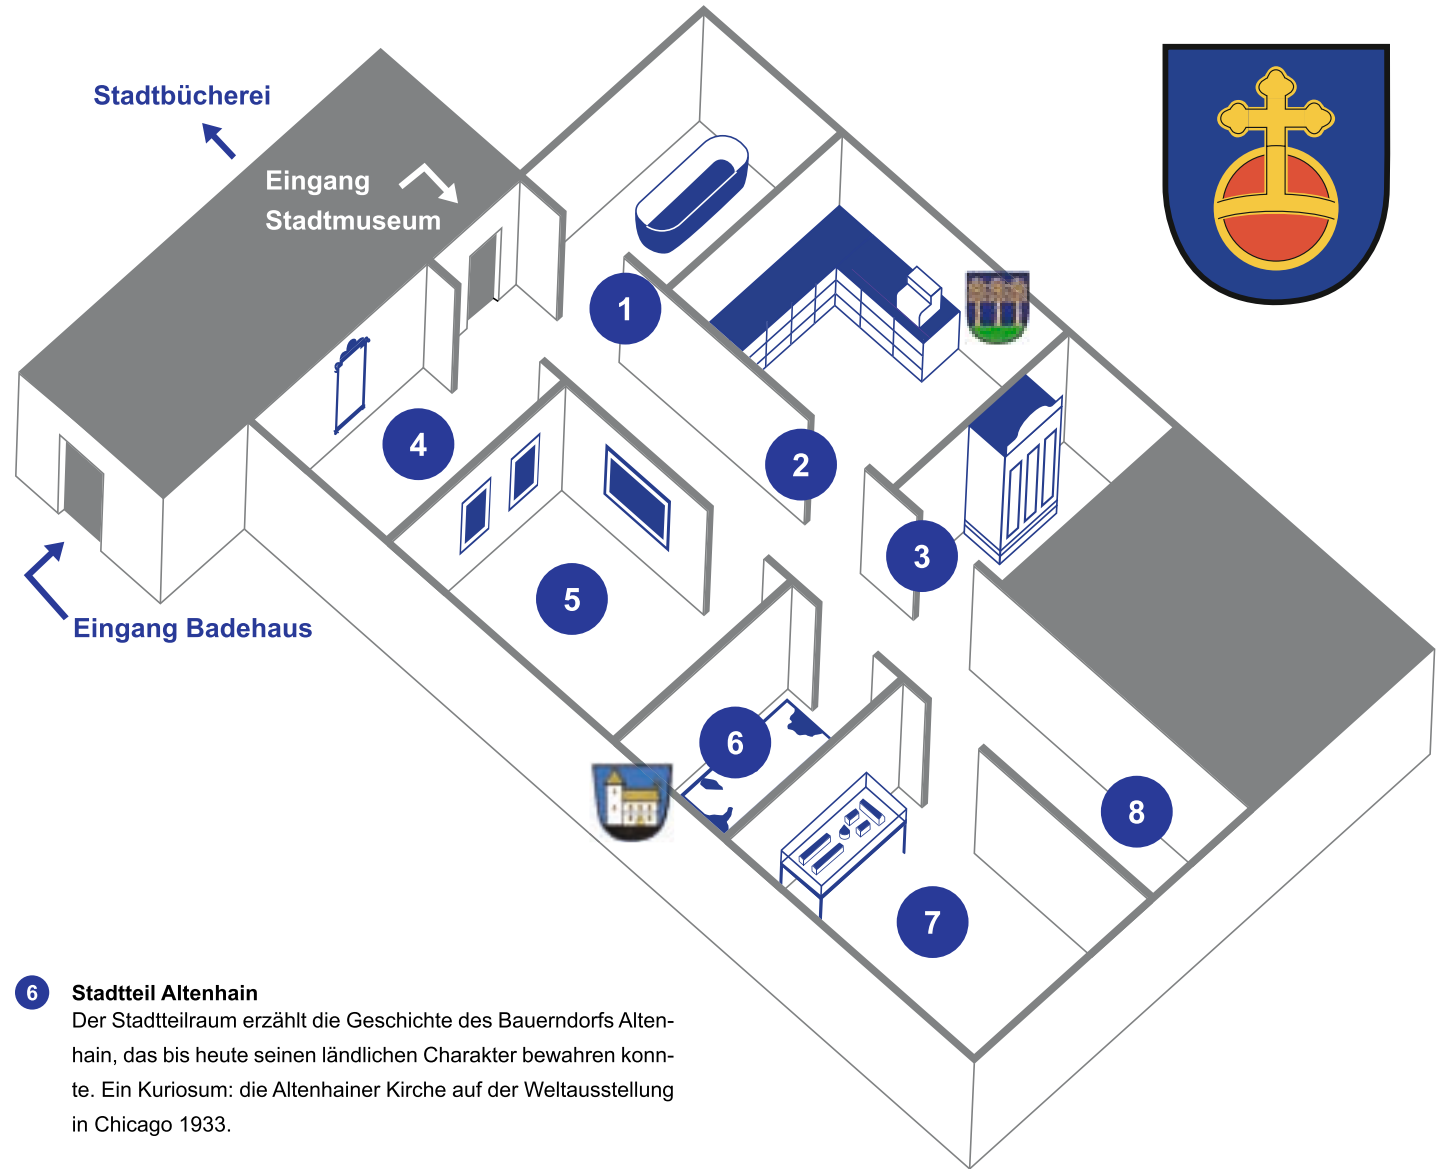 Stadtbücherei
Eingang
Stadtmuseum
1
2
3
4
5
6
7
8
Eingang Badehaus
6 Stadtteil Altenhain
Der Stadtteilraum erzählt die Geschichte des Bauerndorfs Alten-
hain, das bis heute seinen ländlichen Charakter bewahren konn-
te. Ein Kuriosum: die Altenhainer Kirche auf der Weltausstellung
in Chicago 1933.